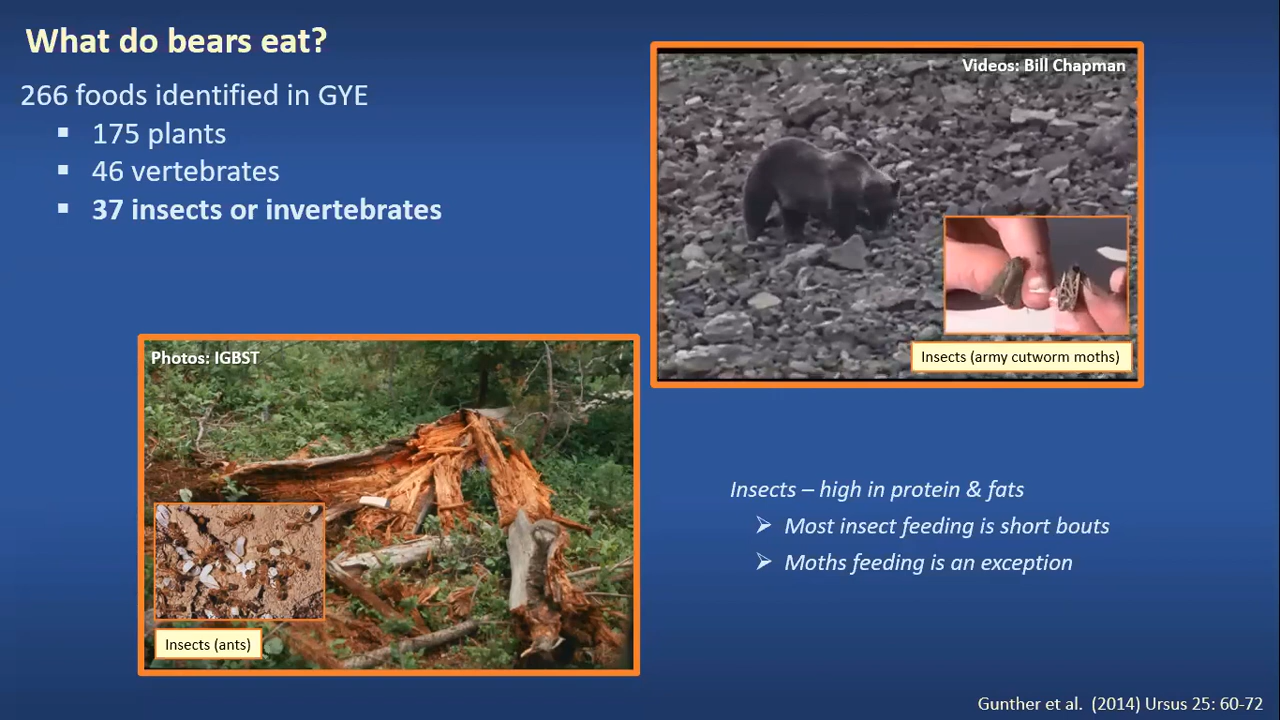 What do bears eat?
266 foods identified in GYE
▪ 175 plants
▪ 46 vertebrates
▪ 37 insects or invertebrates
Videos: Bill Chapman
Insects (army cutworm moths)
Photos: IGBST
Insects (ants)
Insects – high in protein & fats
➢ Most insect feeding is short bouts
➢ Moths feeding is an exception
Gunther et al. (2014) Ursus 25: 60-72